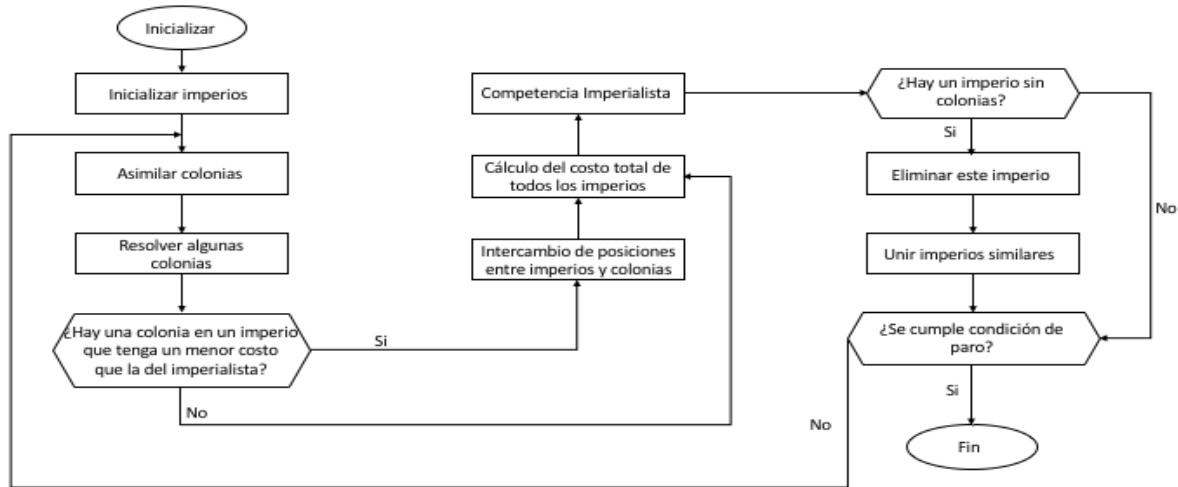 Inicializar
Inicializar imperios
Asimilar colonias
Resolver algunas
colonias
¿Hay una colonia en un imperio
que tenga un menor costo
que la del imperialista?
Si
No
Competencia Imperialista
Cálculo del costo total de
todos los imperios
Intercambio de posiciones
entre imperios y colonias
¿Hay un imperio sin
colonias?
Si
No
Eliminar este imperio
Unir imperios similares
¿Se cumple condición de
paro?
Si
No
Fin